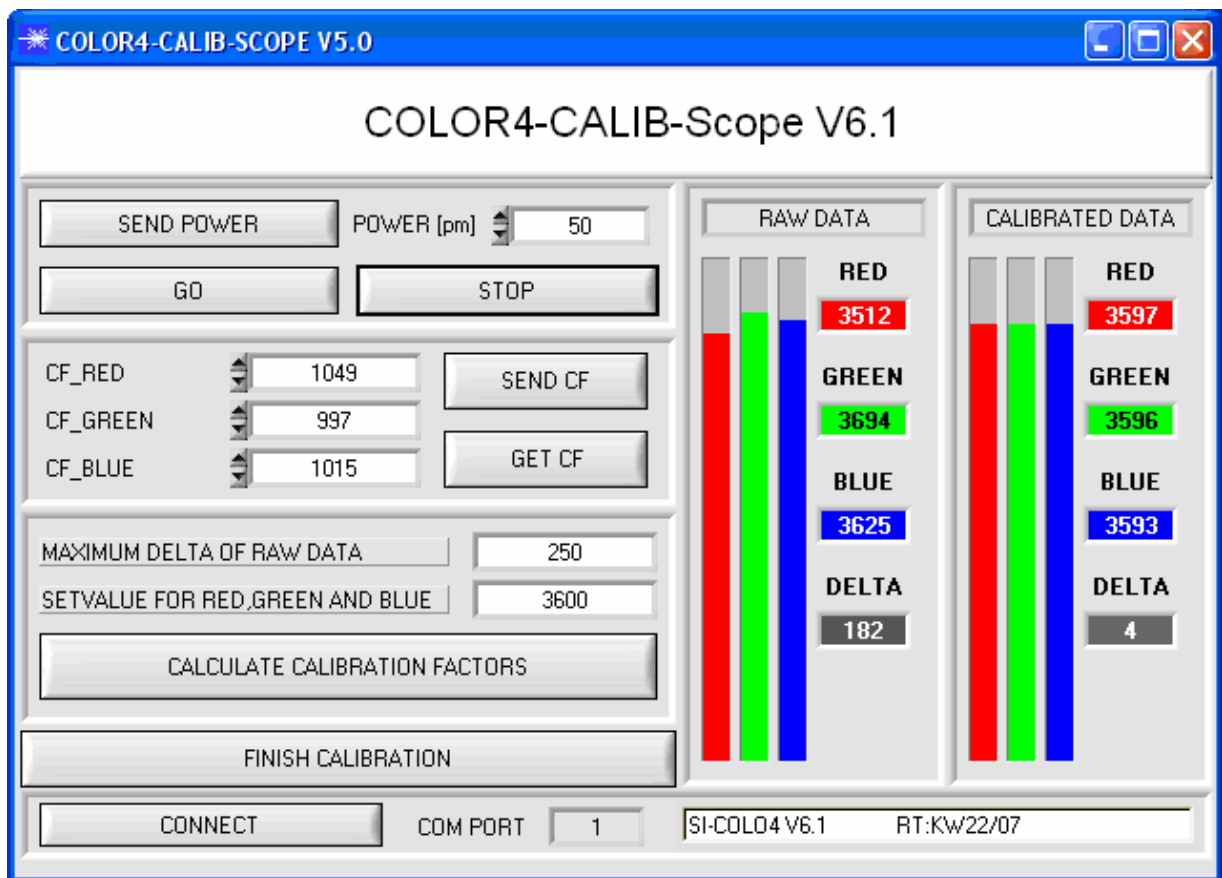 COLOR4-CALIB-SCOPE V5.0
COLOR4-CALIB-Scope V6.1
SEND POWER
POWER [pm]
50
GO
STOP
CF_RED
1049
CF_GREEN
997
CF_BLUE
1015
SEND CF
GET CF
MAXIMUM DELTA OF RAW DATA
250
SETVALUE FOR RED,GREEN AND BLUE
3600
CALCULATE CALIBRATION FACTORS
FINISH CALIBRATION
RAW DATA
RED
3512
GREEN
3694
BLUE
3625
DELTA
182
CALIBRATED DATA
RED
3597
GREEN
3596
BLUE
3593
DELTA
4
CONNECT
COM PORT
1
SI-COLO4 V6.1 RT:KW22/07